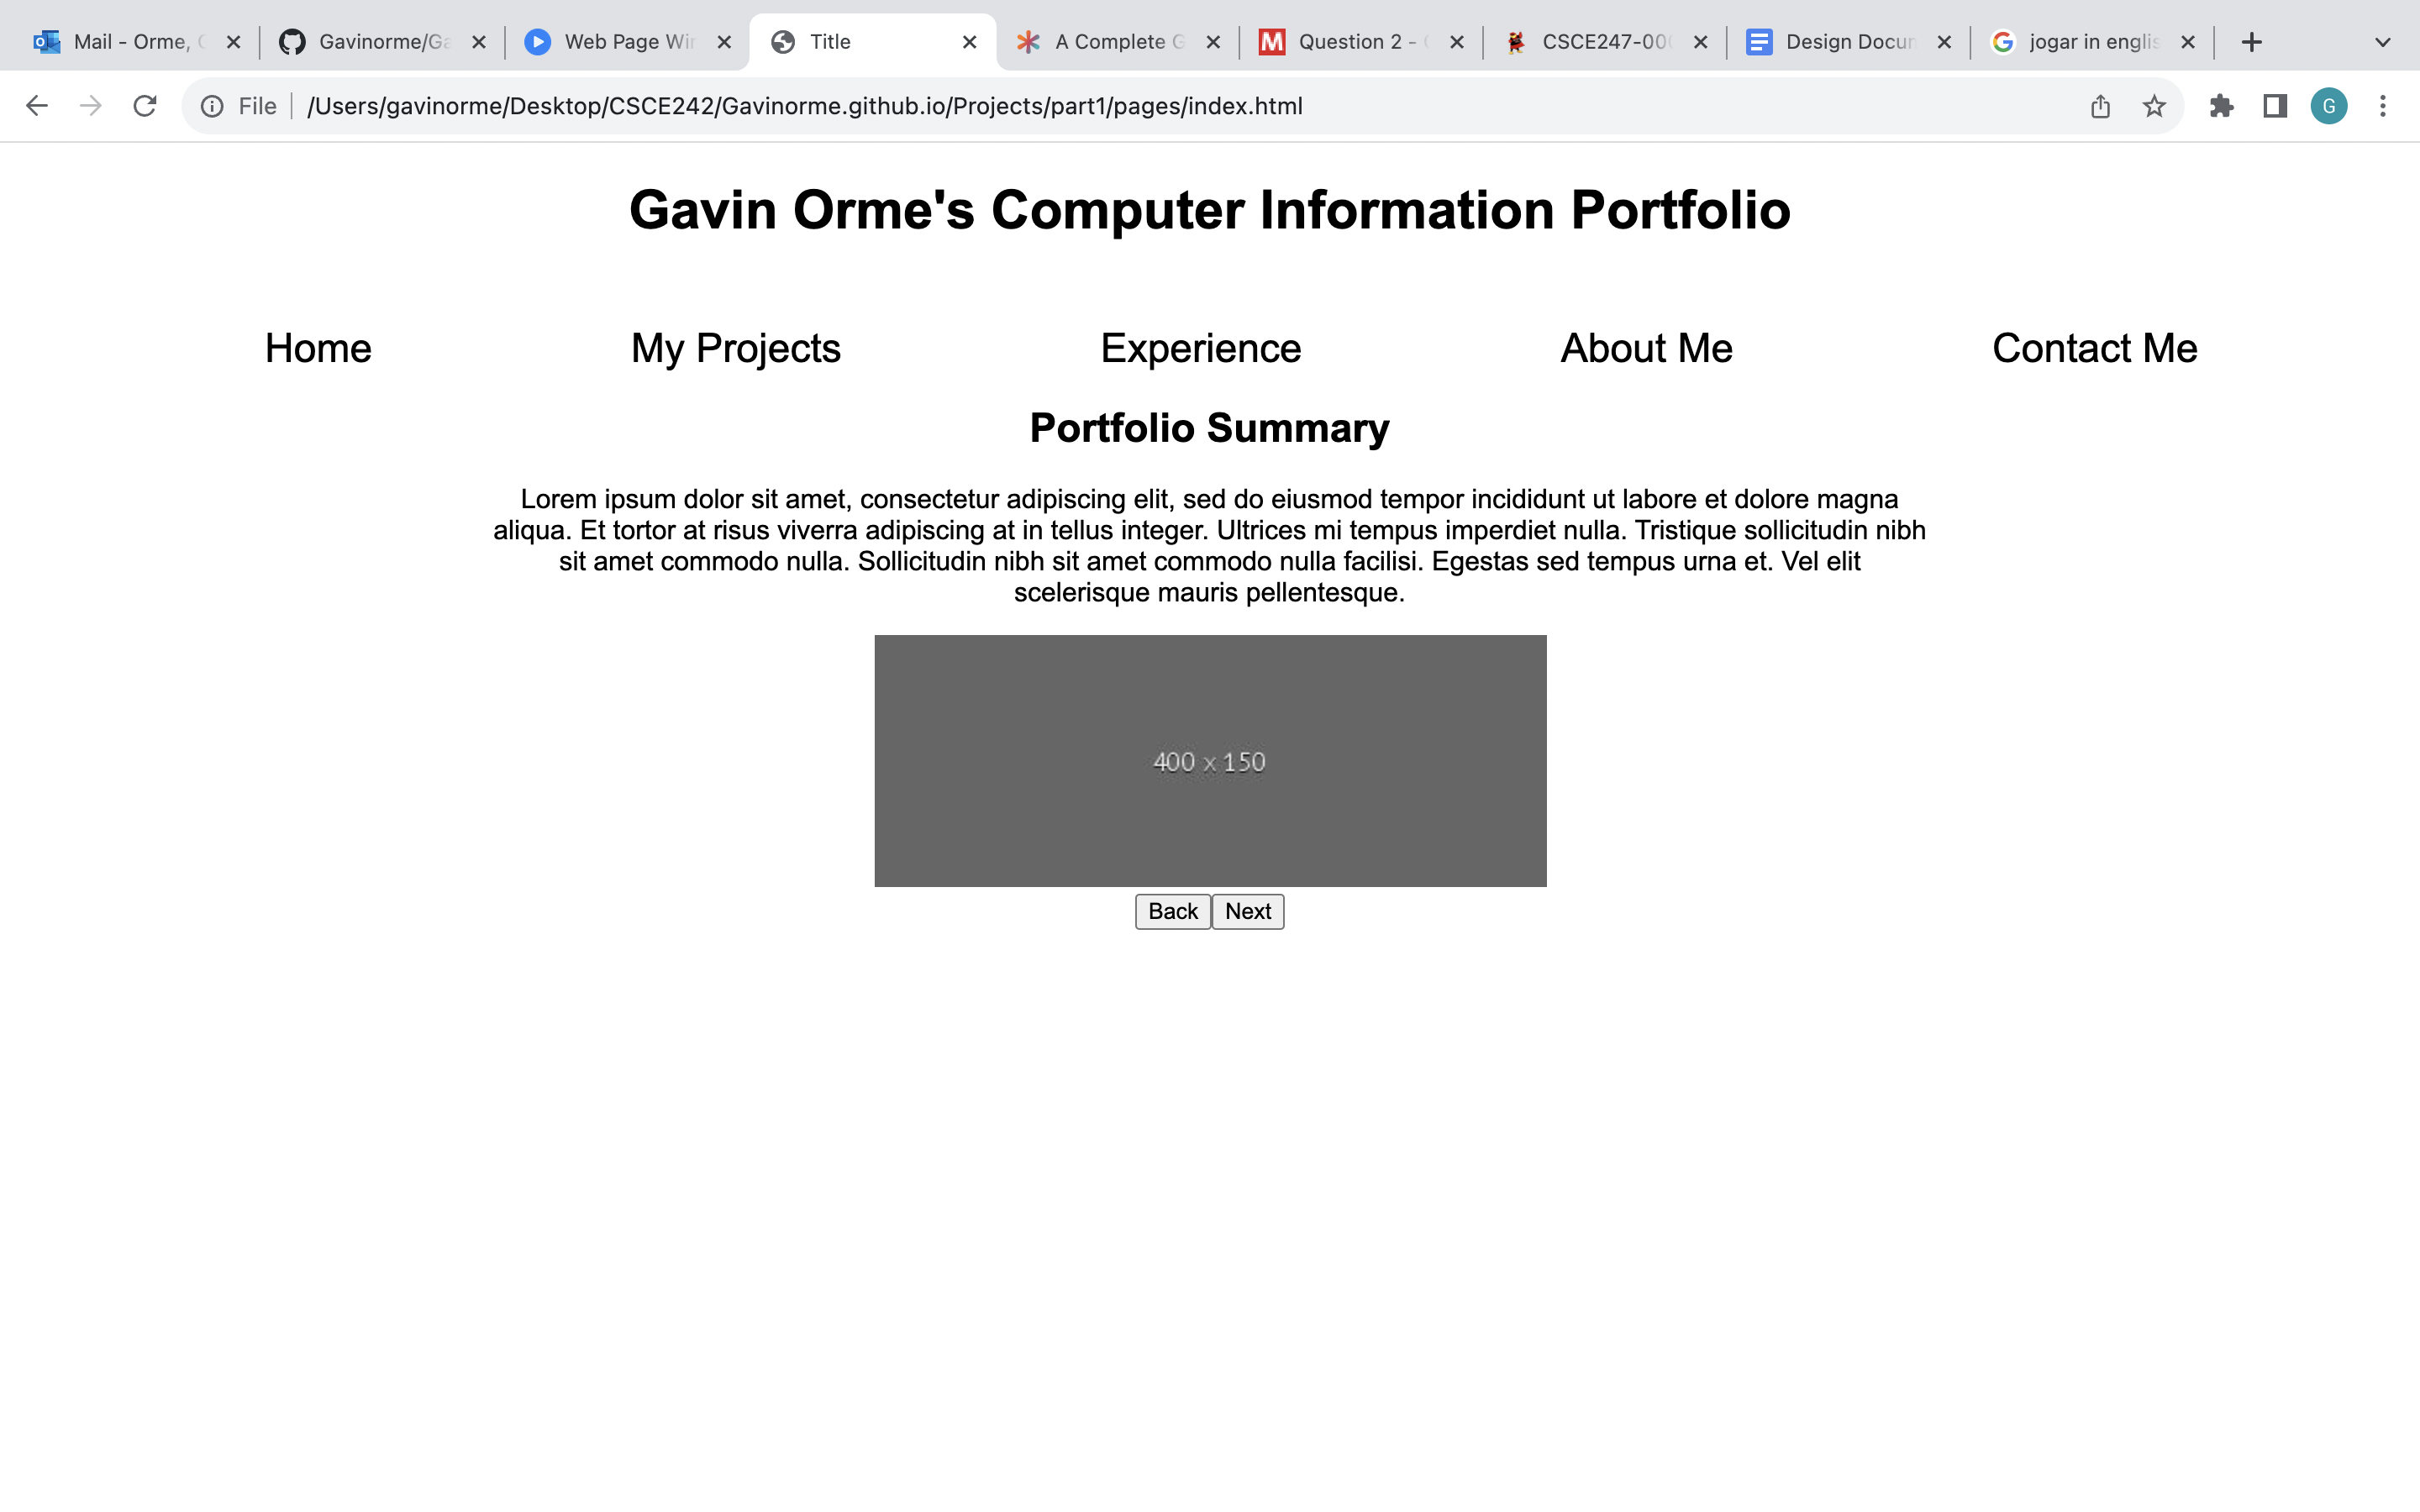 Mail - Orme,
Gavinorme/Ga
Web Page Wi
Title
A Complete G
Question 2 -
CSCE247-00
Design Docu
jogar in englis
File
/Users/gavinorme/Desktop/CSCE242/Gavinorme.github.io/Projects/part1/pages/index.html
G
Gavin Orme's Computer Information Portfolio
Home
My Projects
Experience
About Me
Contact Me
Portfolio Summary
Lorem ipsum dolor sit amet, consectetur adipiscing elit, sed do eiusmod tempor incididunt ut labore et dolore magna
aliqua. Et tortor at risus viverra adipiscing at in tellus integer. Ultrices mi tempus imperdiet nulla. Tristique sollicitudin nibh
sit amet commodo nulla. Sollicitudin nibh sit amet commodo nulla facilisi. Egestas sed tempus urna et. Vel elit
scelerisque mauris pellentesque.
400 x 150
Back
Next